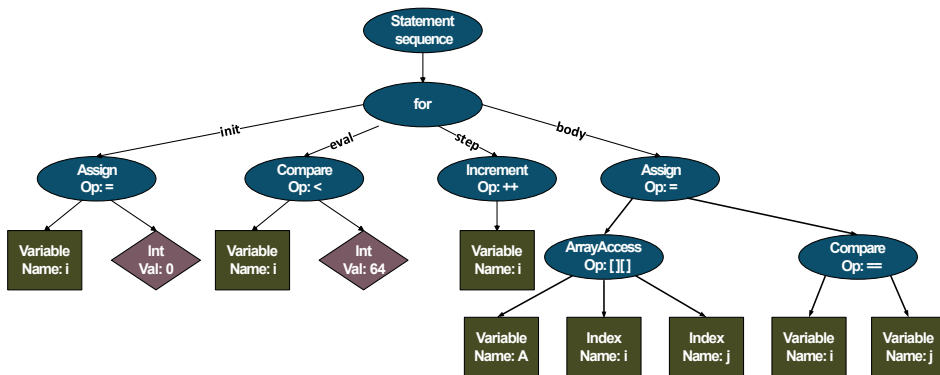 Statement
sequence
for
init
eval
step
body
Assign
Op: =
Compare
Op: <
Increment
Op: ++
Assign
Op: =
Variable
Name: i
Int
Val: 0
Variable
Name: i
Int
Val: 64
Variable
Name: i
ArrayAccess
Op: [ ][ ]
Compare
Op: ==
Variable
Name: A
Index
Name: i
Index
Name: j
Variable
Name: i
Variable
Name: j